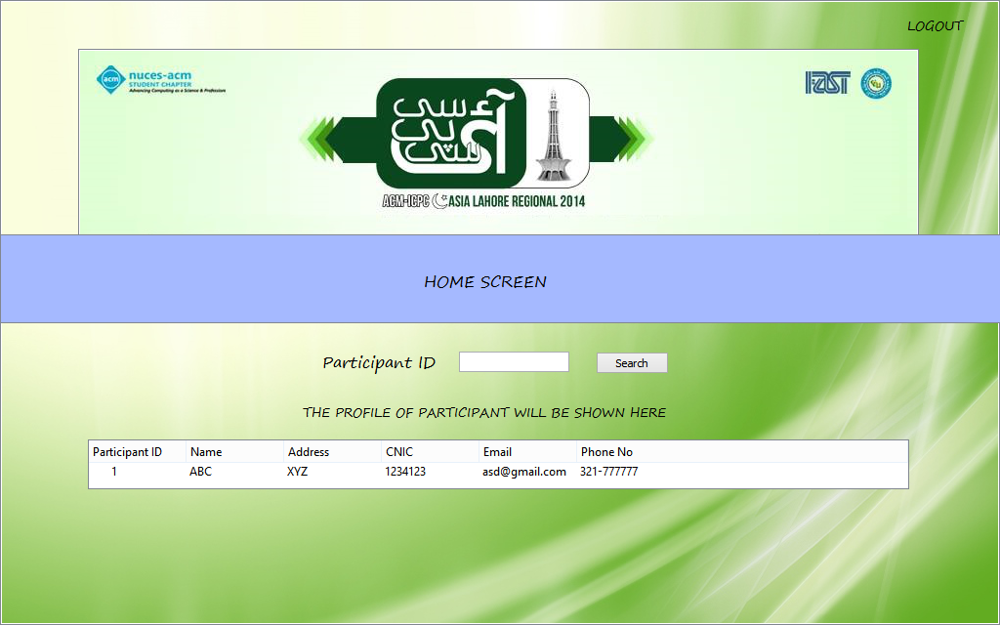 LOGOUT
acm
nuces-acm
STUDENT CHAPTER
Advancing Computing as a Science & Profession
FAST
آئی سی
پی سی
ACM-ICPC ASIA LAHORE REGIONAL 2014
HOME SCREEN
Participant ID Search
THE PROFILE OF PARTICIPANT WILL BE SHOWN HERE
Participant ID Name Address CNIC Email Phone No
1 ABC XYZ 1234123 asd@gmail.com 321-777777